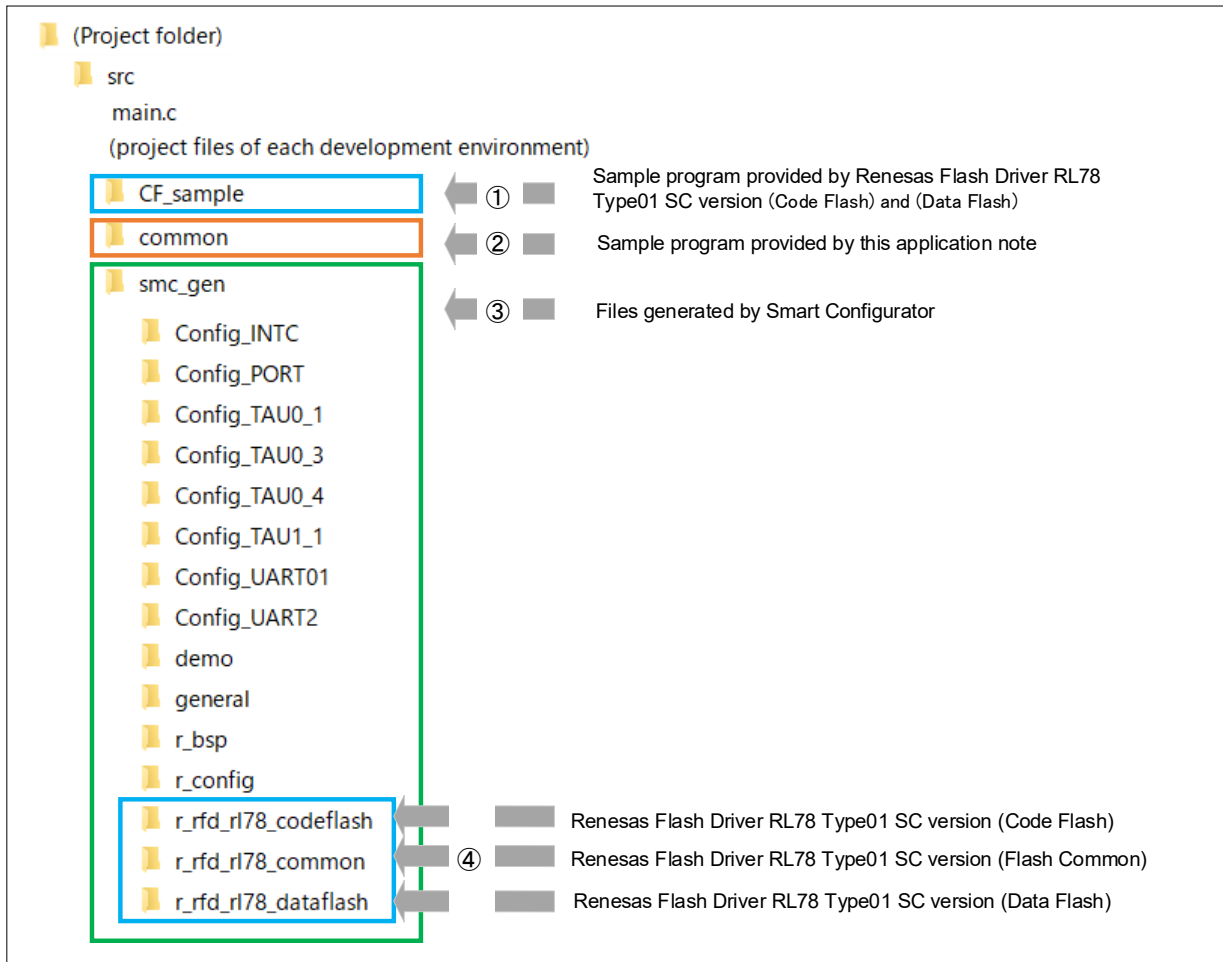 (Project folder)
src
main.c
(project files of each development environment)
CF_sample
①
Sample program provided by Renesas Flash Driver RL78
Type01 SC version (Code Flash) and (Data Flash)
common
②
Sample program provided by this application note
smc_gen
③
Files generated by Smart Configurator
Config_INTC
Config_PORT
Config_TAU0_1
Config_TAU0_3
Config_TAU0_4
Config_TAU1_1
Config_UART01
Config_UART2
demo
general
r_bsp
r_config
r_rfd_rl78_codeflash
Renesas Flash Driver RL78 Type01 SC version (Code Flash)
r_rfd_rl78_common
④
Renesas Flash Driver RL78 Type01 SC version (Flash Common)
r_rfd_rl78_dataflash
Renesas Flash Driver RL78 Type01 SC version (Data Flash)